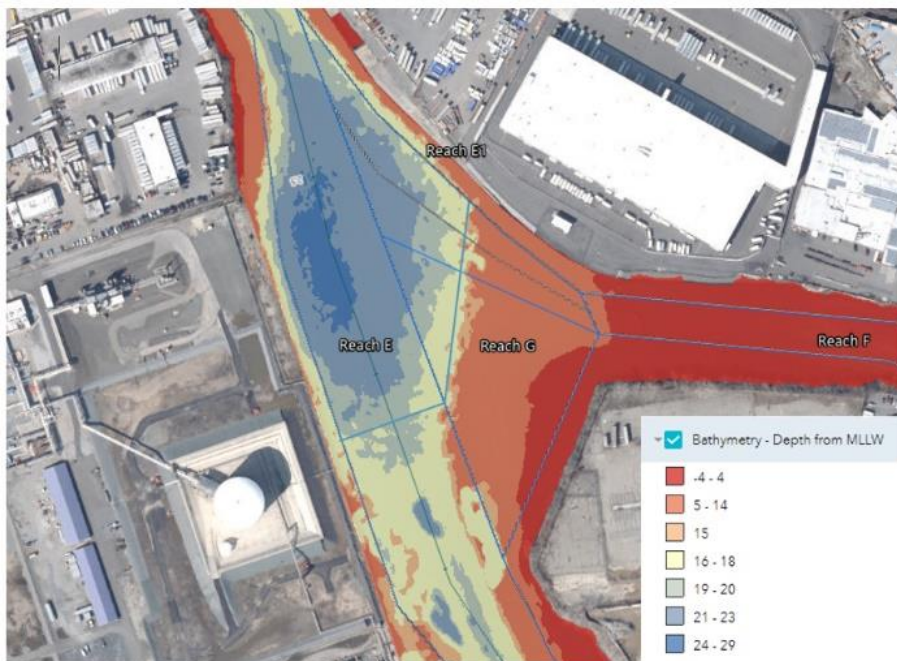 Reach E1
Reach E
Reach G
Reach F
Bathymetry - Depth from MLLW
-4 - 4
5 - 14
15
16 - 18
19 - 20
21 - 23
24 - 29